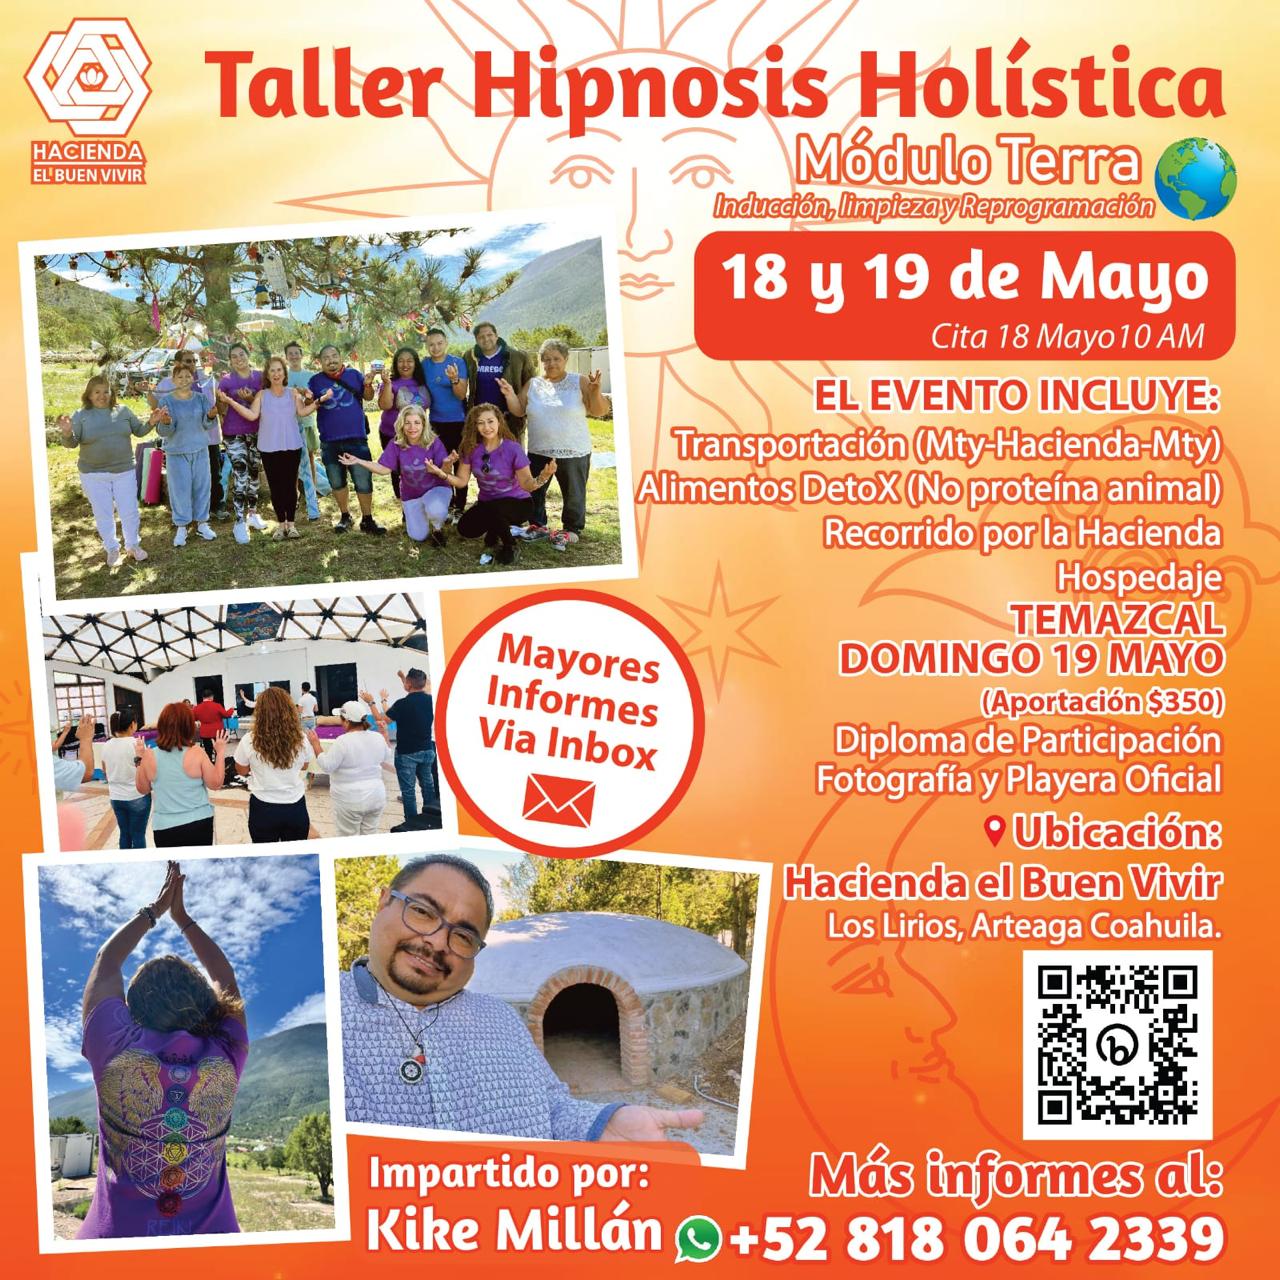 HACIENDA
EL BUEN VIVIR
Taller Hipnosis Holística
Módulo Terra
Inducción, limpieza y Reprogramación
18 y 19 de Mayo
Cita 18 Mayo10 AM
EL EVENTO INCLUYE:
Transportación (Mty-Hacienda-Mty)
Alimentos DetoX (No proteína animal)
Recorrido por la Hacienda
Hospedaje
TEMAZCAL
DOMINGO 19 MAYO
(Aportación $350)
Diploma de Participación
Fotografía y Playera Oficial
Mayores
Informes
Via Inbox
Ubicación:
Hacienda el Buen Vivir
Los Lirios, Arteaga Coahuila.
REIKI
Impartido por:
Kike Millán
Más informes al:
+52 818 064 2339